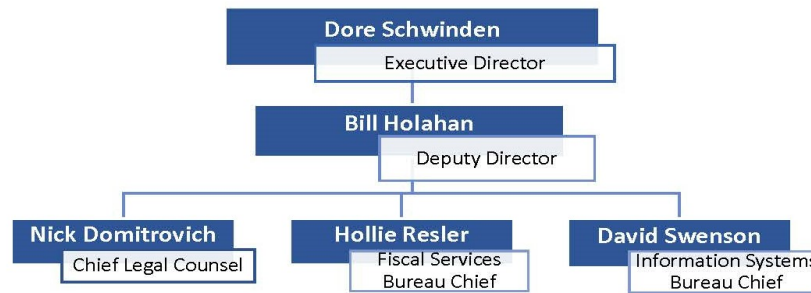 Dore Schwinden
Executive Director
Bill Holahan
Deputy Director
Nick Domitrovich
Chief Legal Counsel
Hollie Resler
Fiscal Services
Bureau Chief
David Swenson
Information Systems
Bureau Chief